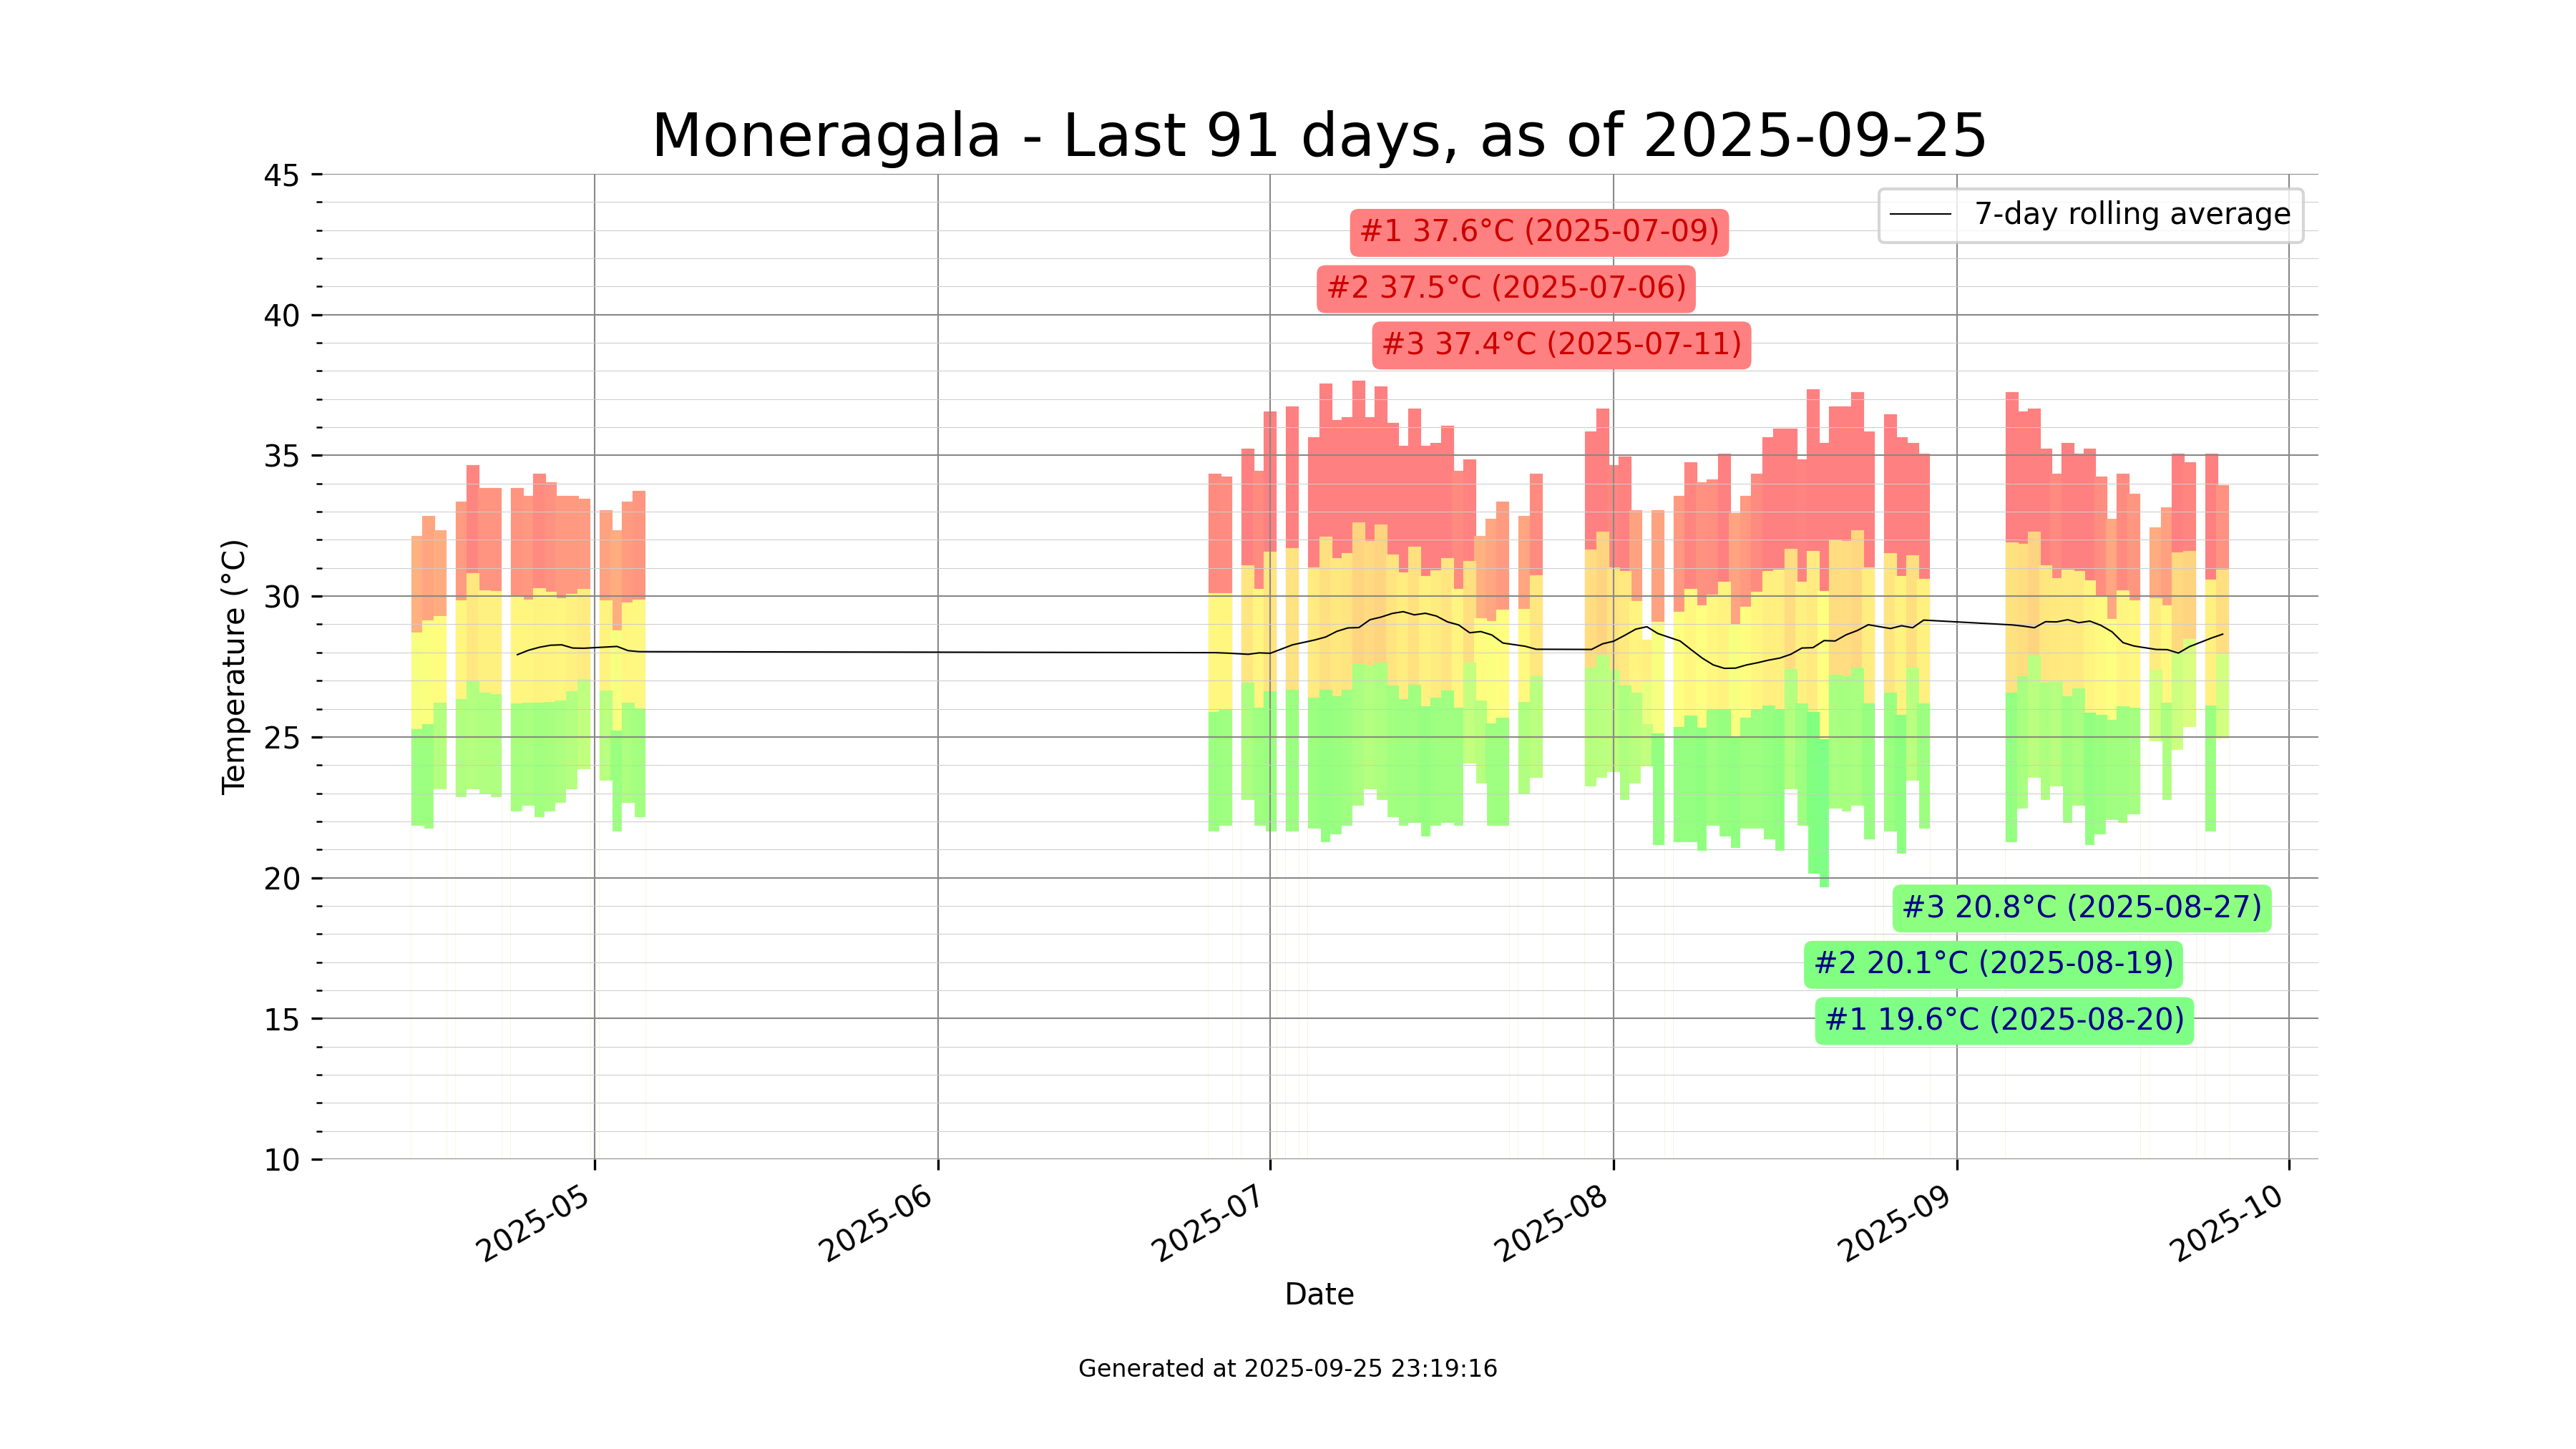 Moneragala - Last 91 days, as of 2025-09-25
45
40
35
30
25
20
15
10
Temperature (°C)
7-day rolling average
#1 37.6°C (2025-07-09)
#2 37.5°C (2025-07-06)
#3 37.4°C (2025-07-11)
#3 20.8°C (2025-08-27)
#2 20.1°C (2025-08-19)
#1 19.6°C (2025-08-20)
2025-05
2025-06
2025-07
2025-08
2025-09
2025-10
Date
Generated at 2025-09-25 23:19:16